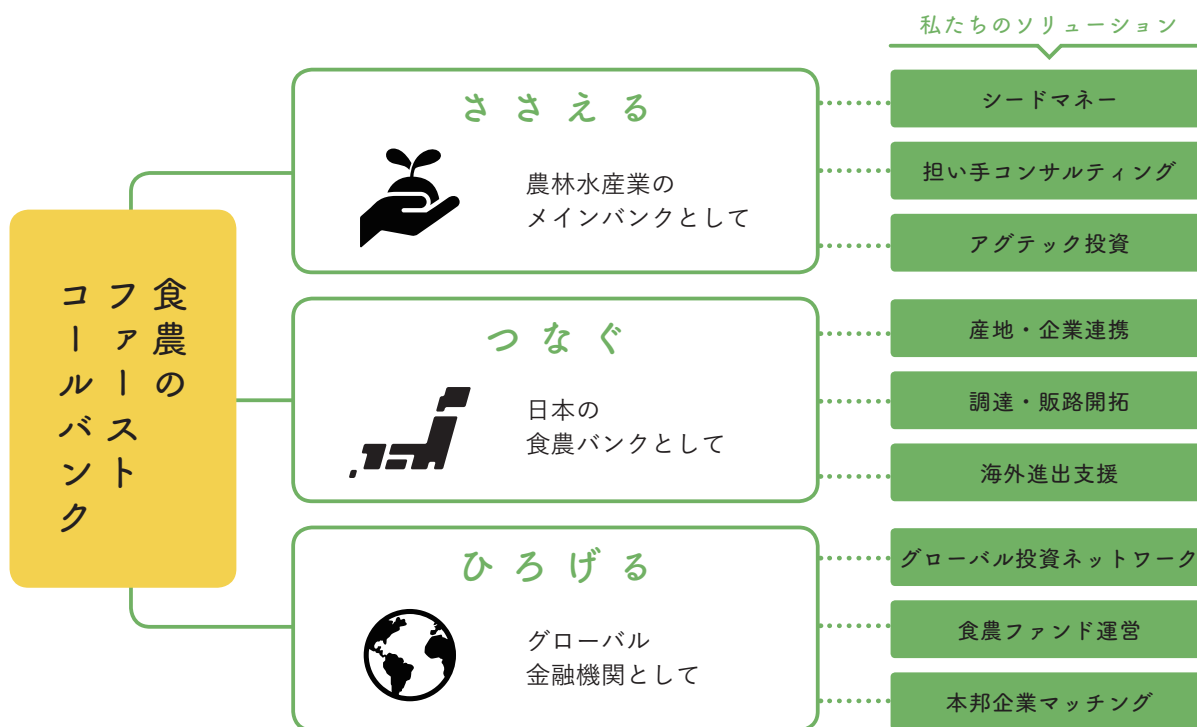 食農の
ファースト
コールバンク
ささえる
農林水産業の
メインバンクとして
つなぐ
日本の
食農バンクとして
ひろげる
グローバル
金融機関として
私たちのソリューション
シードマネー
担い手コンサルティング
アグテック投資
産地・企業連携
調達・販路開拓
海外進出支援
グローバル投資ネットワーク
食農ファンド運営
本邦企業マッチング